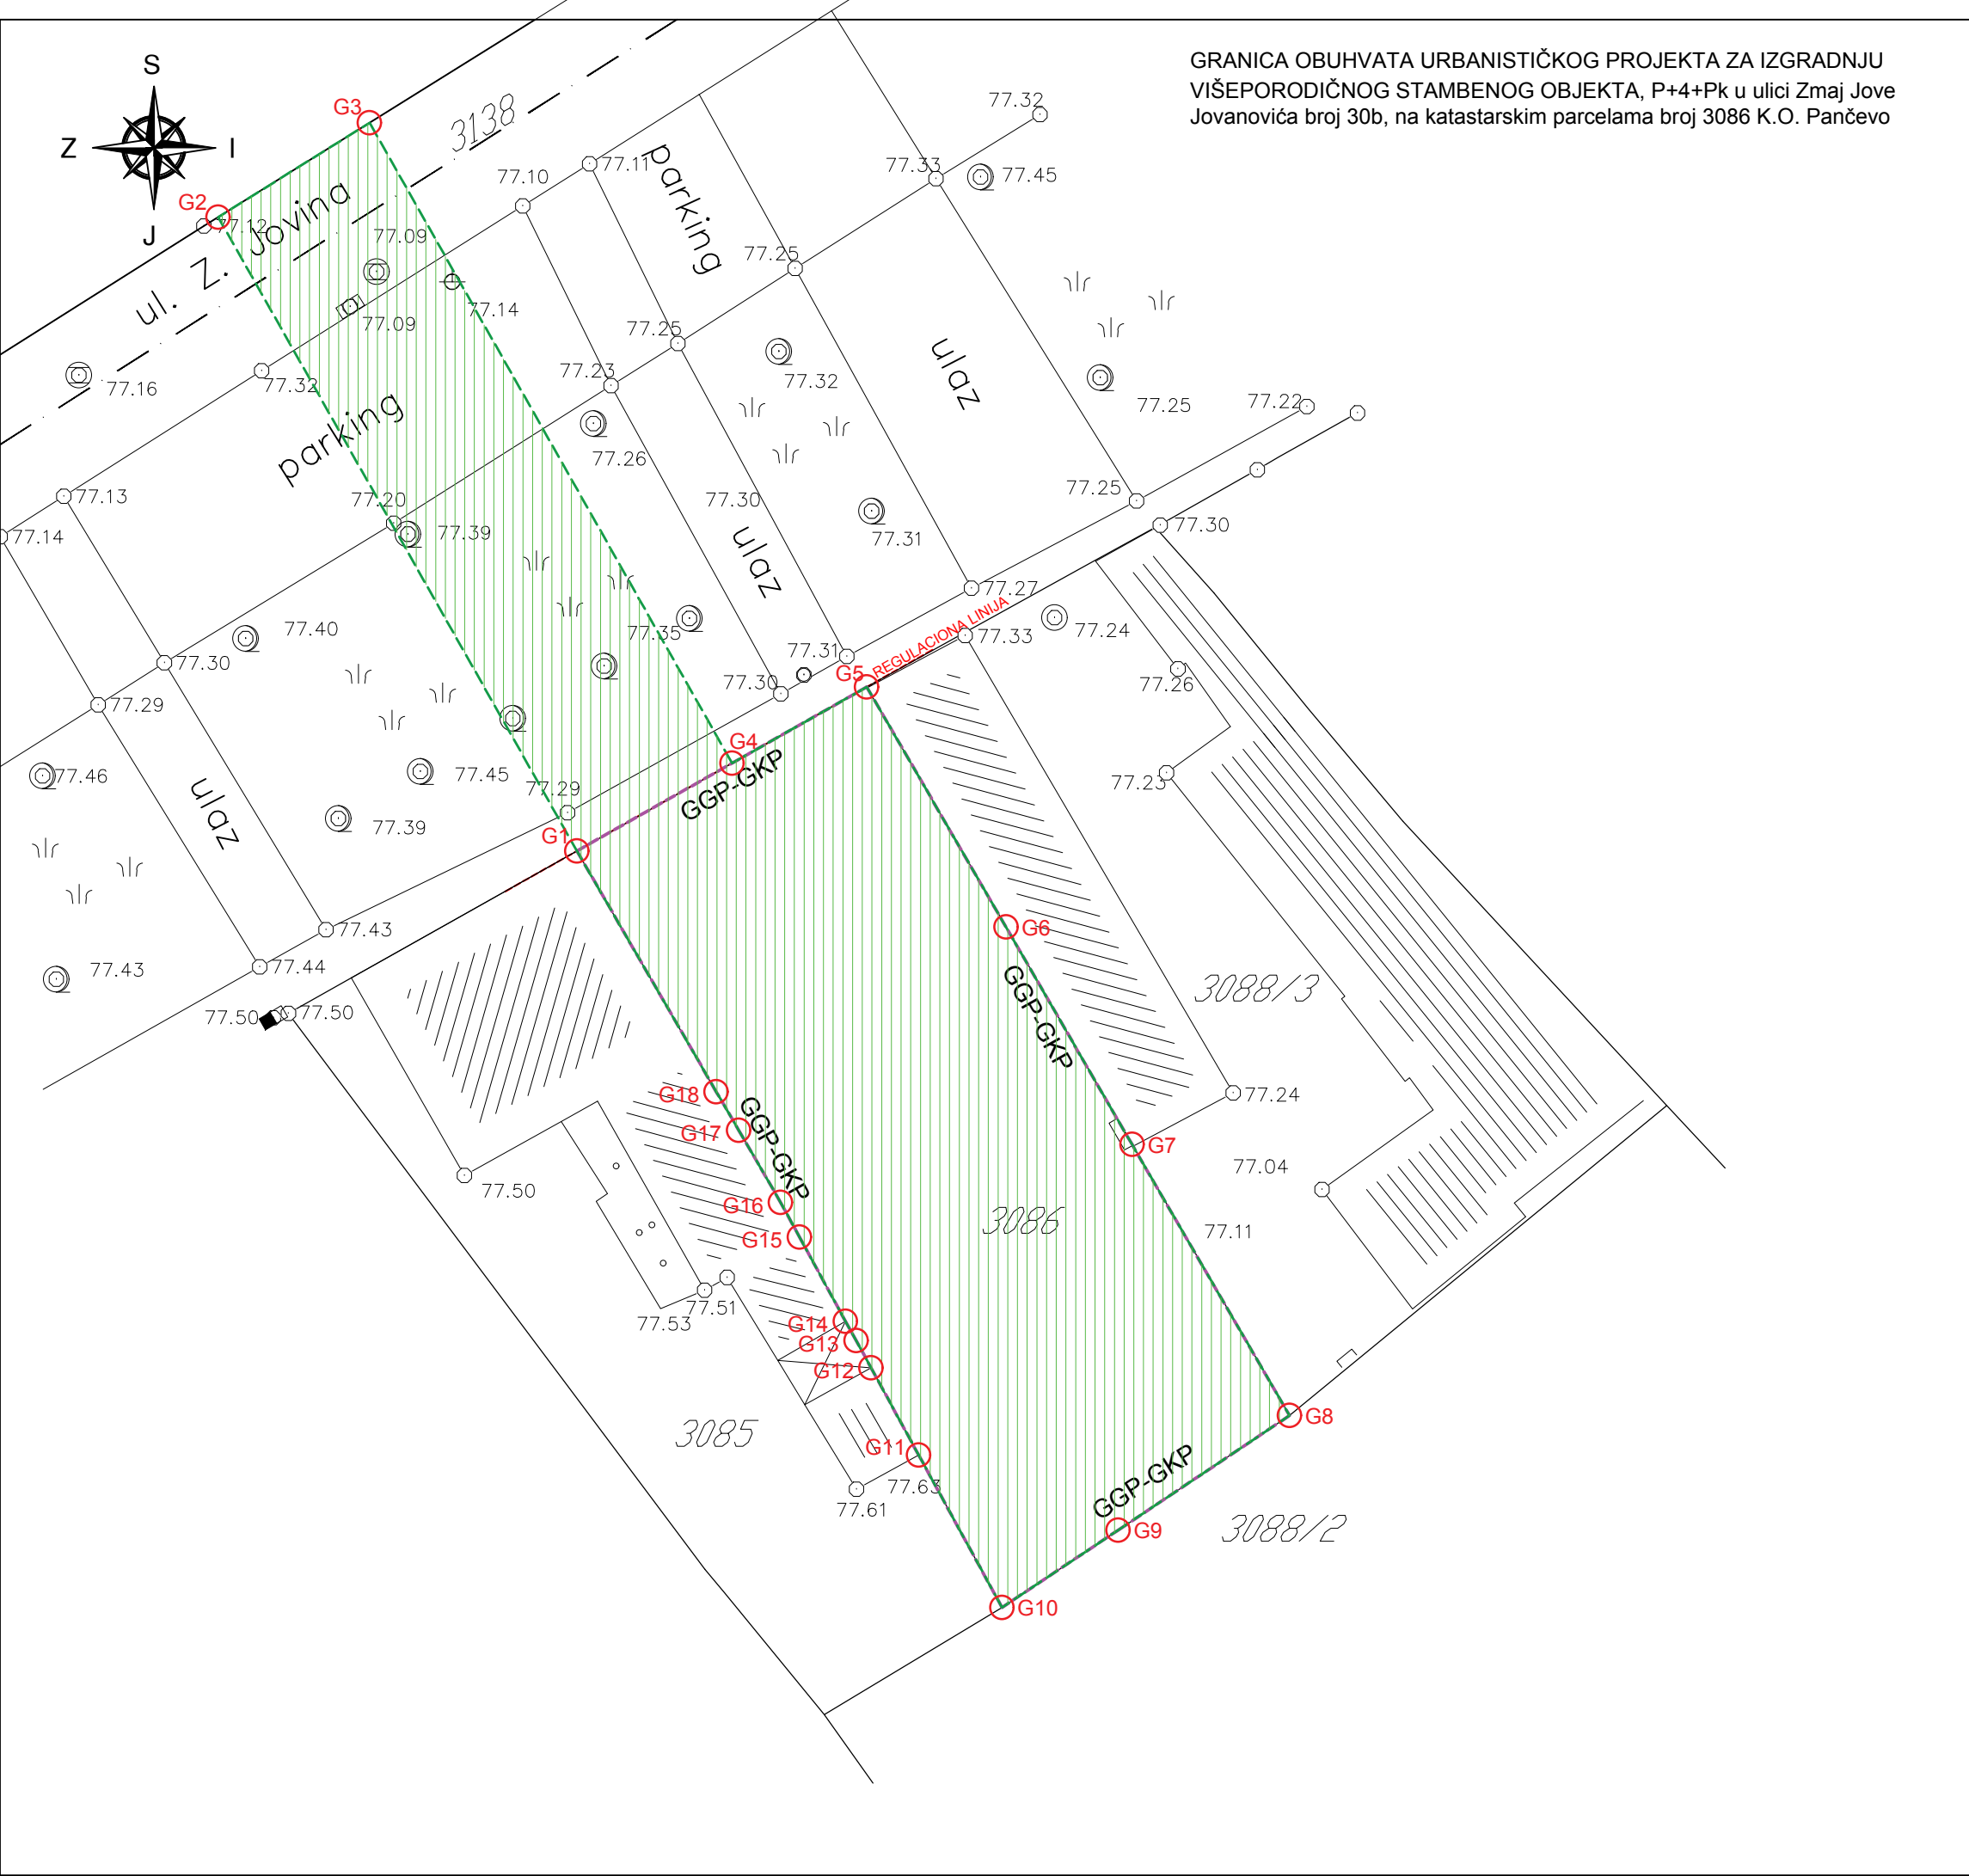 GRANICA OBUHVATA URBANISTIČKOG PROJEKTA ZA IZGRADNJU
VIŠEPORODIČNOG STAMBENOG OBJEKTA, P+4+Pk u ulici Zmaj Jove
Jovanovića broj 30b, na katastarskim parcelama broj 3086 K.O. Pančevo
S
Z
I
J
G3
3138
77.32
77.33
77.45
77.11
parking
77.10
G2
77.12
ul. Z. Jovina
77.09
77.25
77.14
77.09
77.25
77.16
77.32
77.23
77.32
ulaz
77.25
77.22
parking
77.26
77.13
77.20
77.30
77.25
77.14
77.39
77.31
77.30
ulaz
77.27
REGULACIONA LINIJA
77.40
77.35
77.33
77.24
77.30
77.31
77.30
G5
77.26
77.29
G4
77.46
77.45
GGP-GKP
77.23
77.29
ulaz
77.39
G1
77.43
G6
77.43
77.44
GGP-GKP
3088/3
77.50
77.50
G18
77.24
G17
GGP-GKP
G7
77.04
77.50
G16
3086
77.11
G15
77.51
77.53
G14
G13
G12
G8
3085
G11
GGP-GKP
77.63
77.61
G9
3088/2
G10